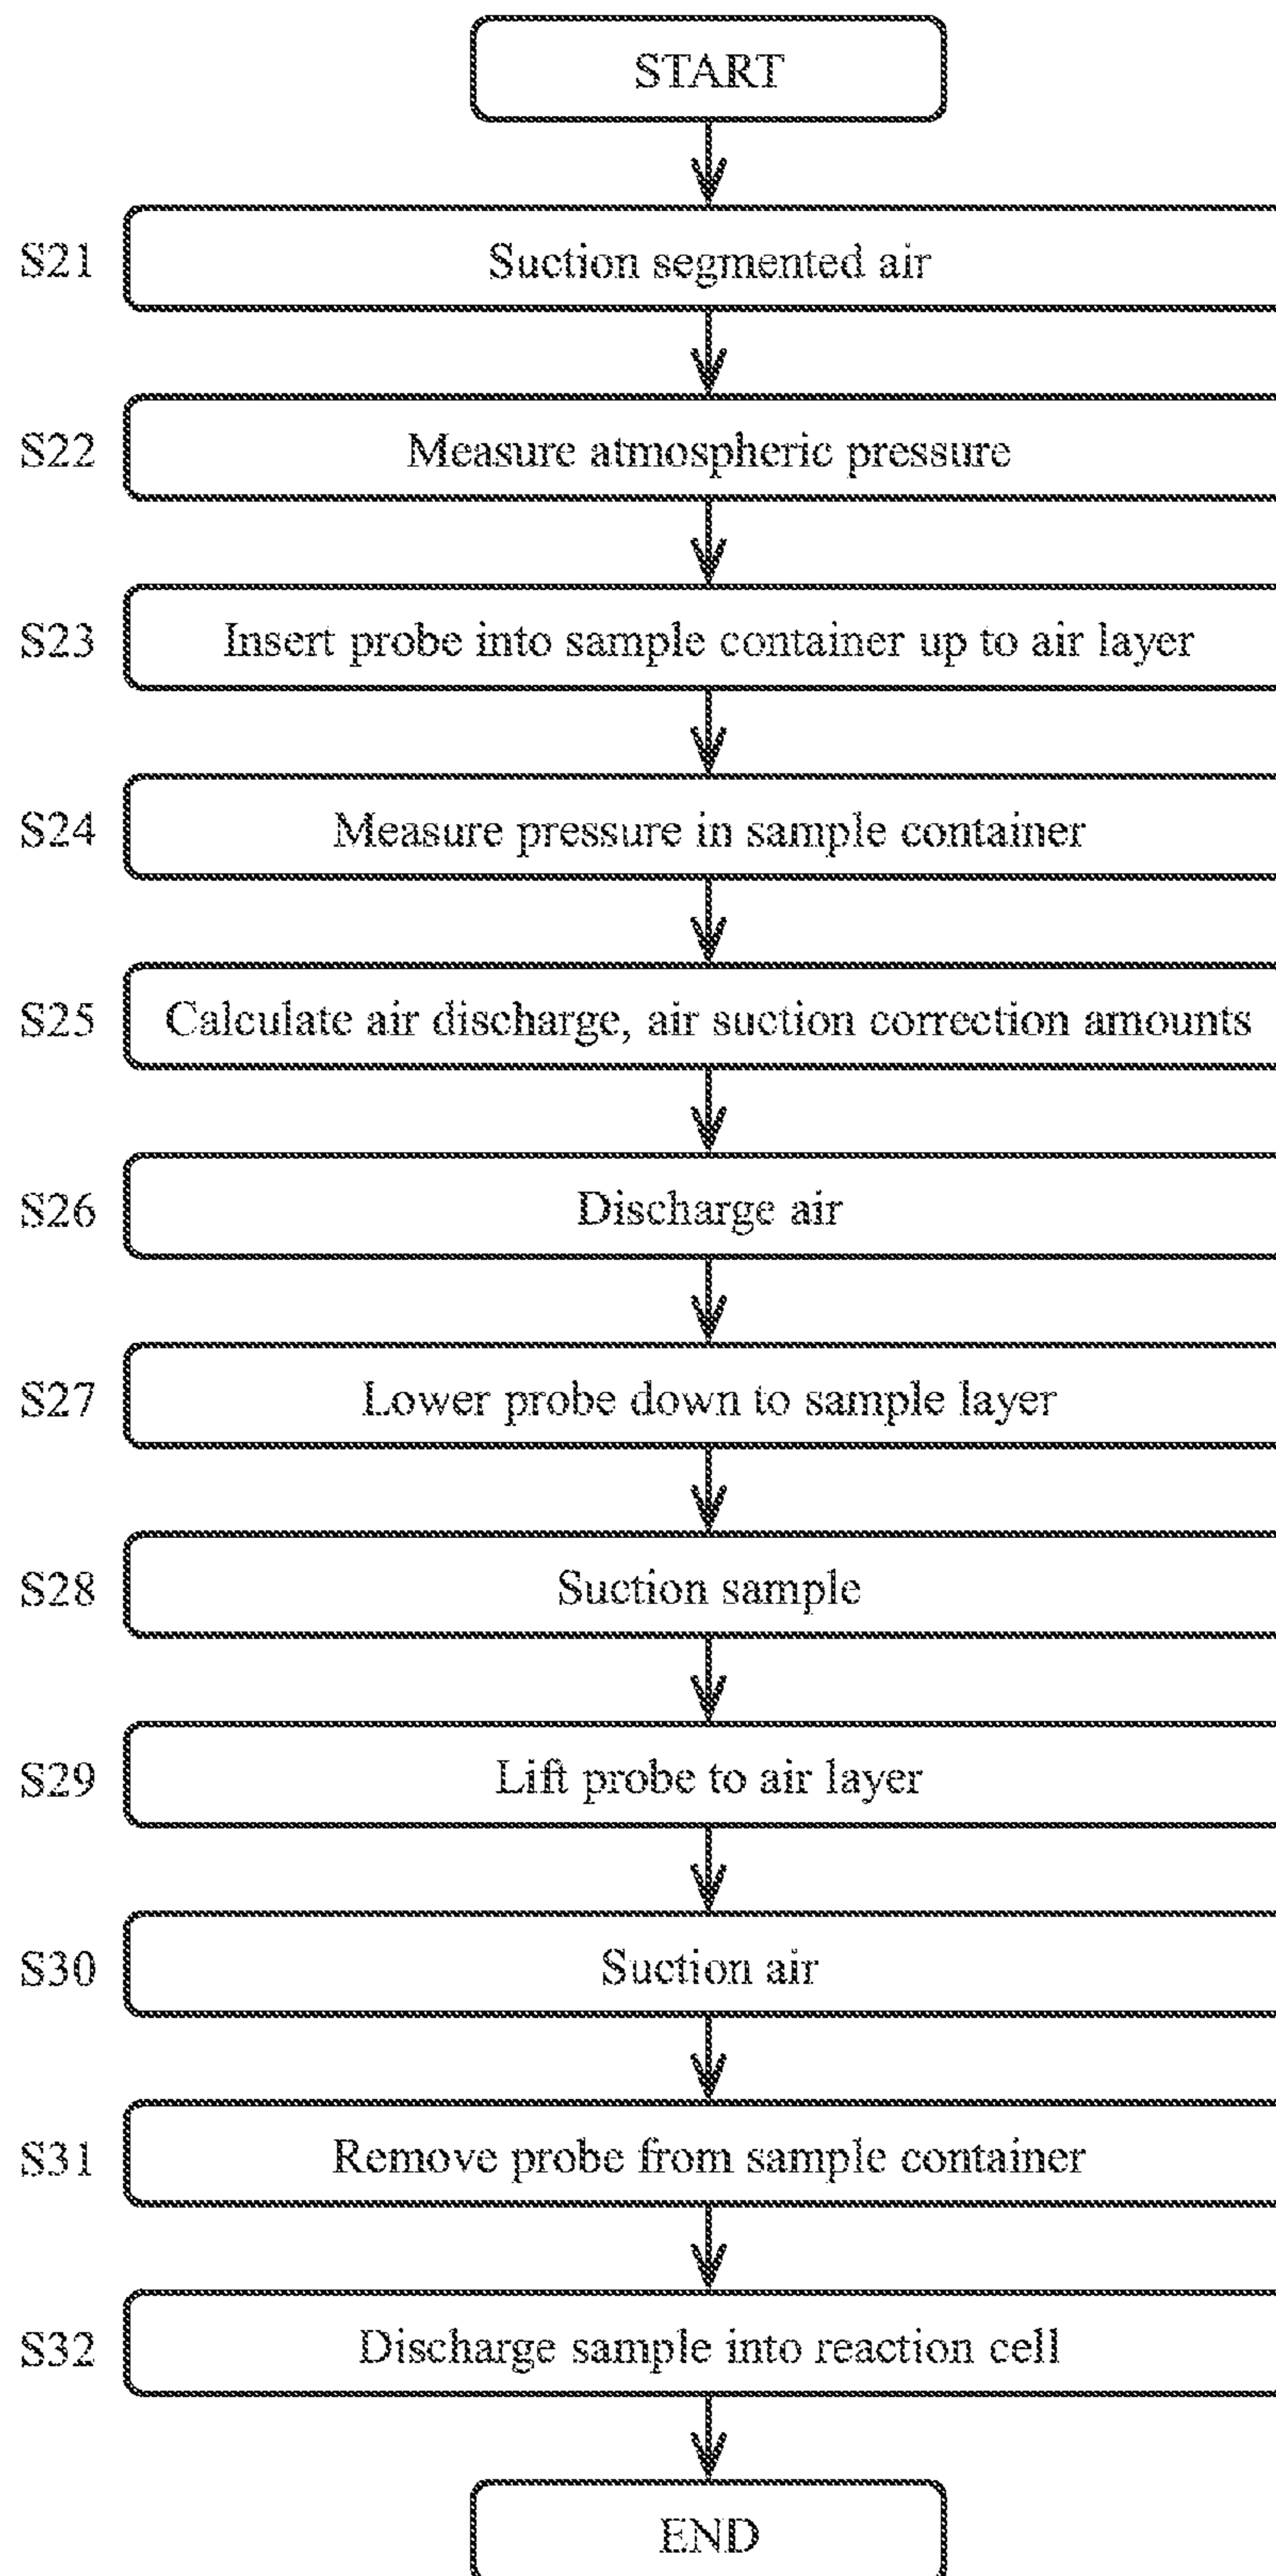 START
S21 Suction segmented air
S22 Measure atmospheric pressure
S23 Insert probe into sample container up to air layer
S24 Measure pressure in sample container
S25 Calculate air discharge, air suction correction amounts
S26 Discharge air
S27 Lower probe down to sample layer
S28 Suction sample
S29 Lift probe to air layer
S30 Suction air
S31 Remove probe from sample container
S32 Discharge sample into reaction cell
END